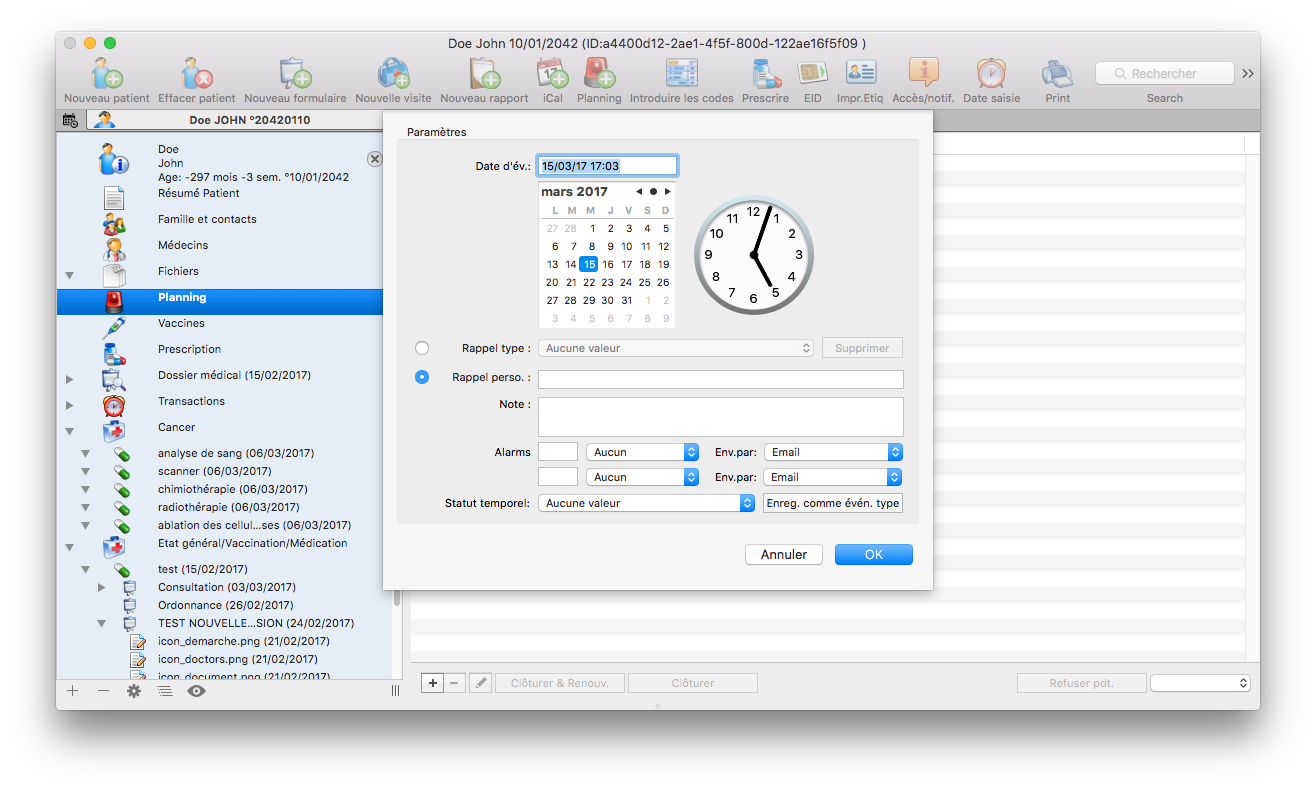 Doe John 10/01/2042 (ID:a4400d12-2ae1-4f5f-800d-122ae16f5f09 )
Nouveau patient Effacer patient Nouveau formulaire Nouvelle visite Nouveau rapport iCal Planning Introduire les codes Prescrire EID Impr.Etiq Accès/notif. Date saisie Print Rechercher Search
Doe JOHN °20420110
Doe
John
Age: -297 mois -3 sem. °10/01/2042
Résumé Patient
Famille et contacts
Médecins
Fichiers
Planning
Vaccines
Prescription
Dossier médical (15/02/2017)
Transactions
Cancer
analyse de sang (06/03/2017)
scanner (06/03/2017)
chimiothérapie (06/03/2017)
radiothérapie (06/03/2017)
ablation des cellul...ses (06/03/2017)
Etat général/Vaccination/Médication
test (15/02/2017)
Consultation (03/03/2017)
Ordonnance (26/02/2017)
TEST NOUVELLE...SION (24/02/2017)
icon_demarche.png (21/02/2017)
icon_doctors.png (21/02/2017)
icon_document.png (21/02/2017)
Paramètres
Date d'év.: 15/03/17 17:03
mars 2017
L M M J V S D
27 28 1 2 3 4 5
6 7 8 9 10 11 12
13 14 15 16 17 18 19
20 21 22 23 24 25 26
27 28 29 30 31 1 2
3 4 5 6 7 8 9
12 1 2 3 4 5 6 7 8 9 10 11
Rappel type : Aucune valeur Supprimer
Rappel perso. :
Note :
Alarms Aucun Env.par: Email
Aucun Env.par: Email
Statut temporel: Aucune valeur Enreg. comme évén. type
Annuler OK
Clôturer & Renouv. Clôturer Refuser pdt.